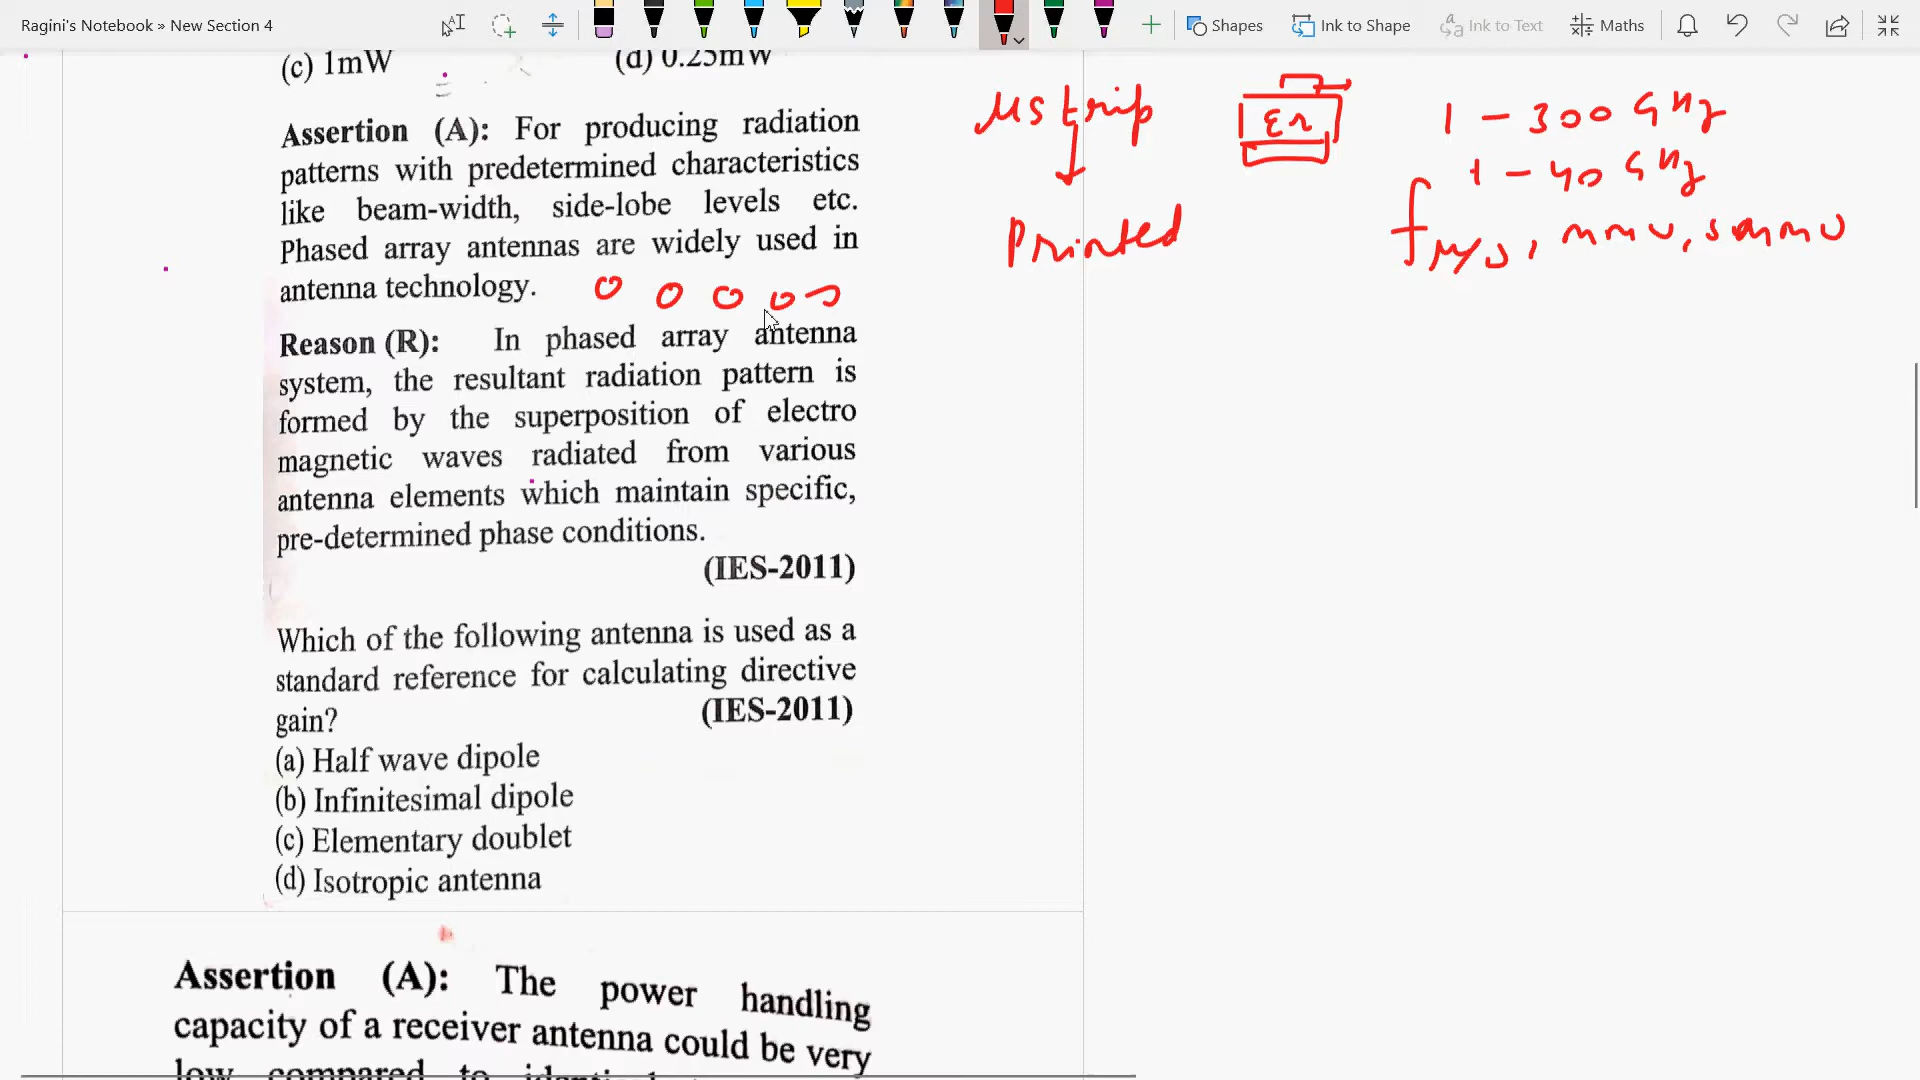 Ragini's Notebook » New Section 4
Shapes
Ink to Shape
Ink to Text
Maths
(c) 1mW (d) 0.25mW
Assertion (A): For producing radiation
patterns with predetermined characteristics
like beam-width, side-lobe levels etc.
Phased array antennas are widely used in
antenna technology.
Reason (R): In phased array antenna
system, the resultant radiation pattern is
formed by the superposition of electro
magnetic waves radiated from various
antenna elements which maintain specific,
pre-determined phase conditions.
(IES-2011)
Which of the following antenna is used as a
standard reference for calculating directive
gain? (IES-2011)
(a) Half wave dipole
(b) Infinitesimal dipole
(c) Elementary doublet
(d) Isotropic antenna
Assertion (A): The power handling
capacity of a receiver antenna could be very
low compared to
μstrip
Printed
εr
1 - 300 GHz
1 - 40 GHz